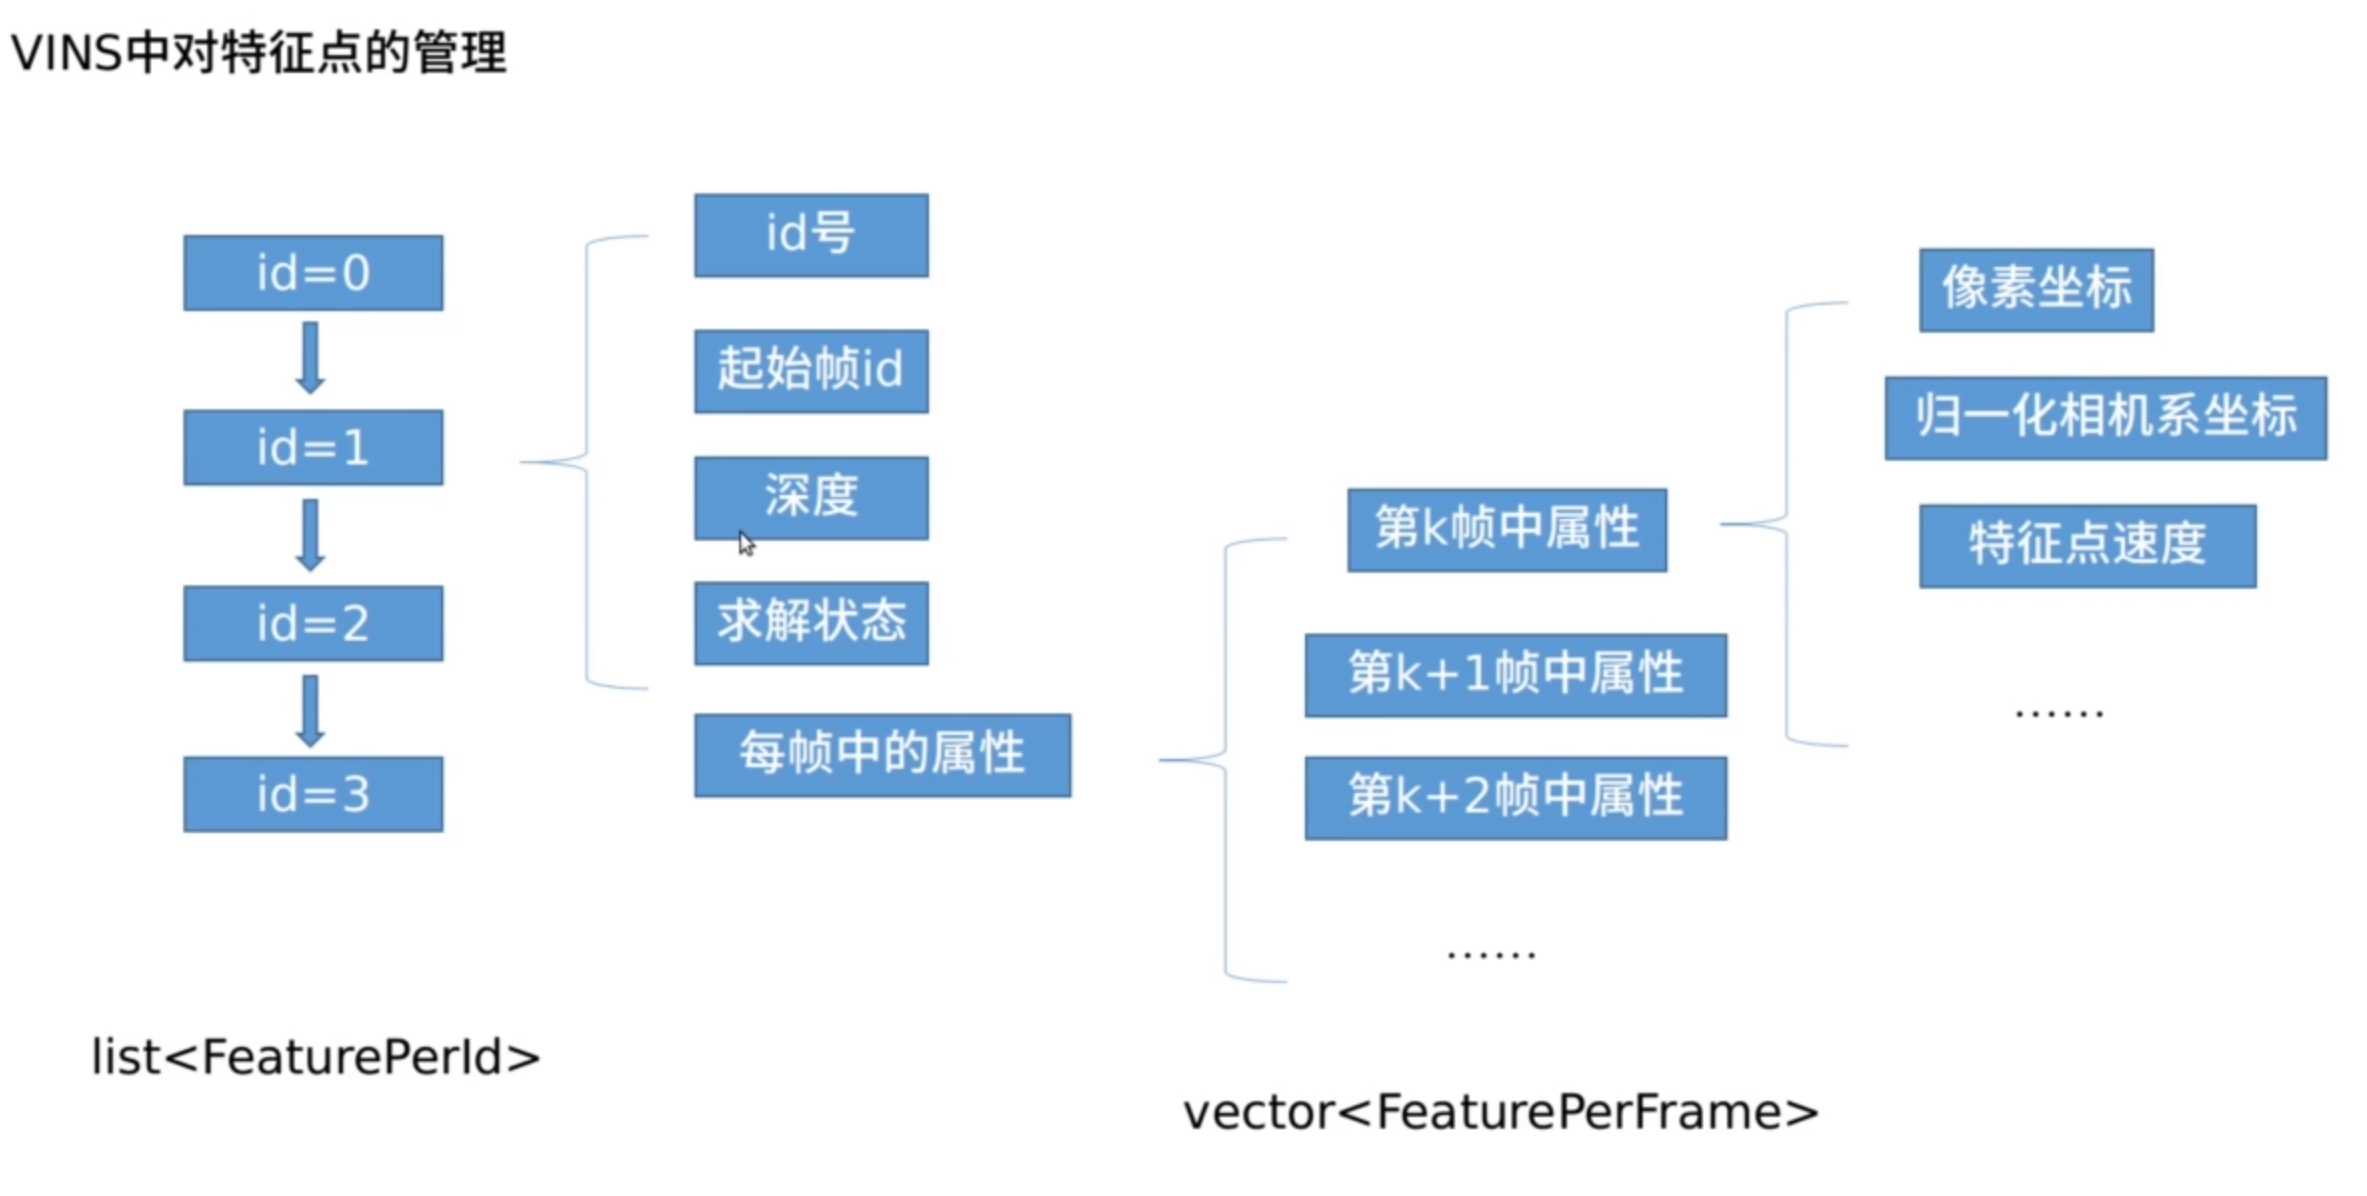 VINS中对特征点的管理
id=0
id=1
id=2
id=3
list<FeaturePerId>
id号
起始帧id
深度
求解状态
每帧中的属性
第k帧中属性
第k+1帧中属性
第k+2帧中属性
......
vector<FeaturePerFrame>
像素坐标
归一化相机系坐标
特征点速度
......